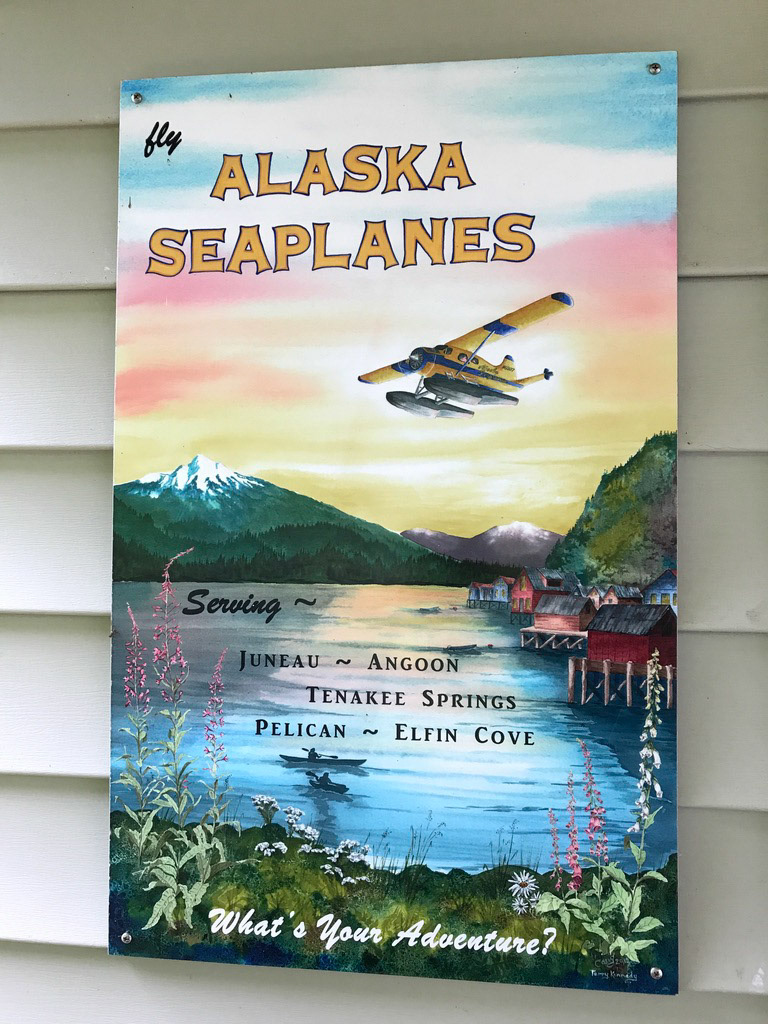 fly
ALASKA
SEAPLANES
Serving ~
JUNEAU ~ ANGOON
TENAKEE SPRINGS
PELICAN ~ ELFIN COVE
What's Your Adventure?